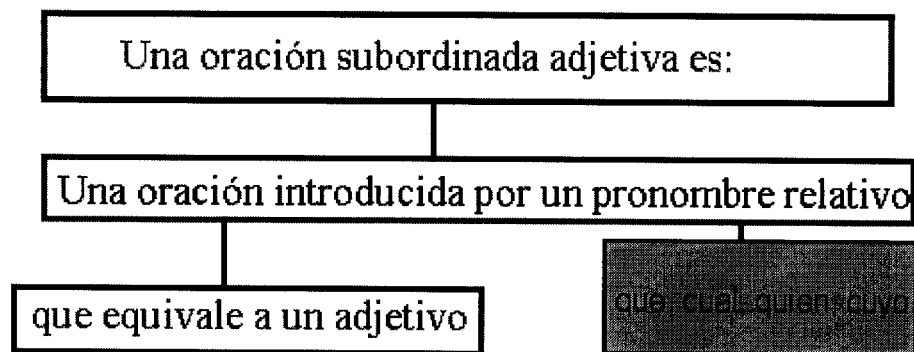 Una oración subordinada adjetiva es:
Una oración introducida por un pronombre relativo
que equivale a un adjetivo
que, cual, quien, cuyo